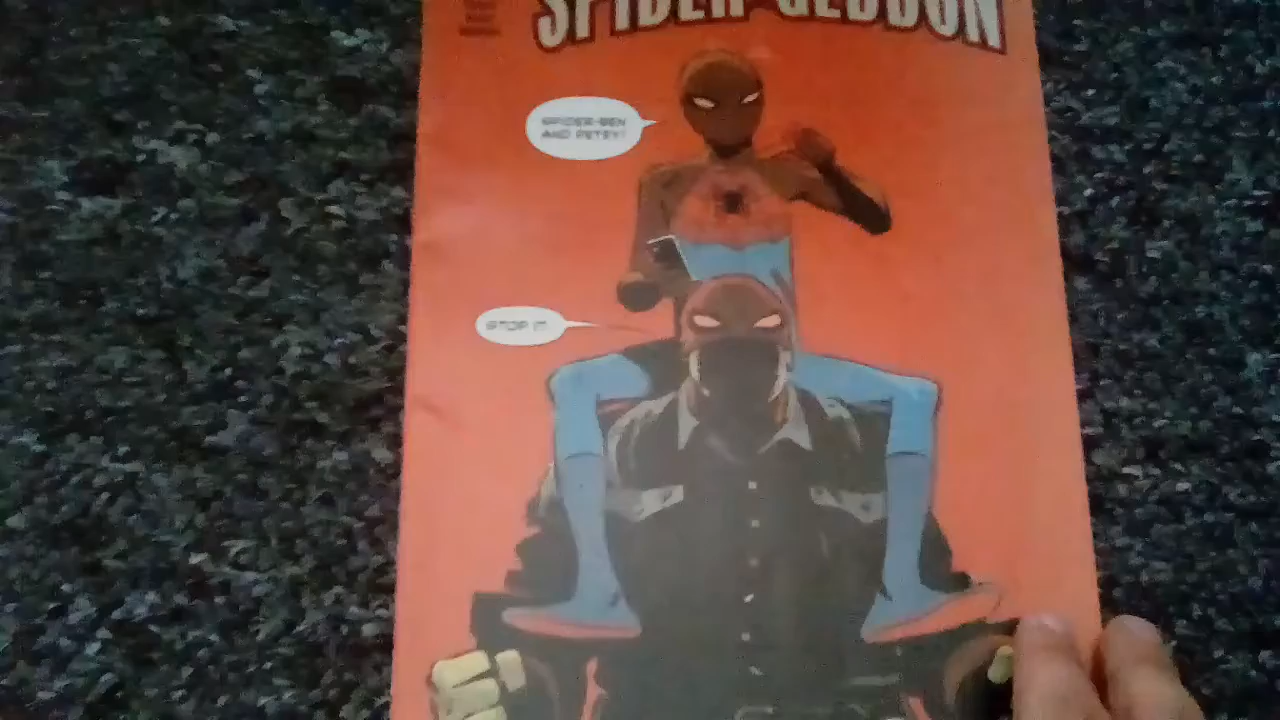 SPIDER-GEDDON
SPIDER-BEN
AND PETEY!
STOP IT.